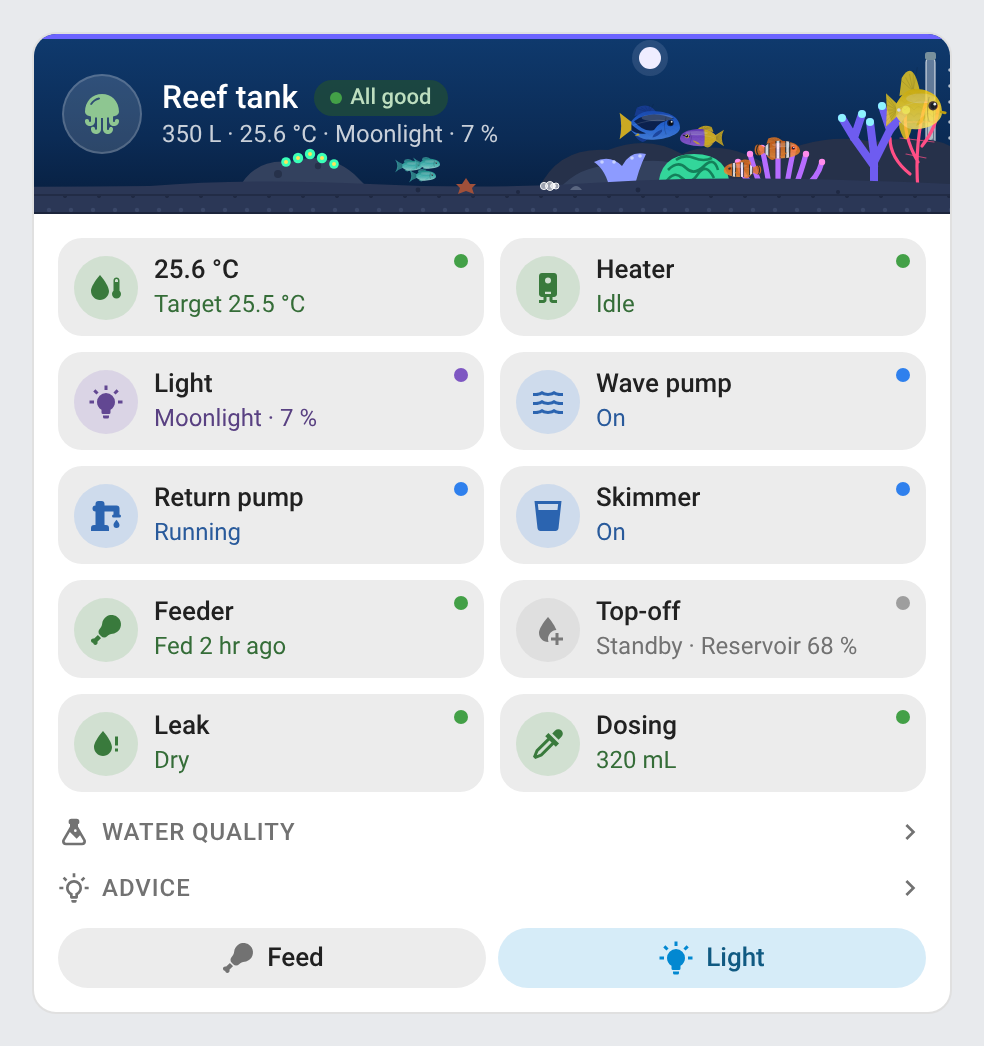 Reef tank
All good
350 L · 25.6 °C · Moonlight · 7 %
25.6 °C
Target 25.5 °C
Heater
Idle
Light
Moonlight · 7 %
Wave pump
On
Return pump
Running
Skimmer
On
Feeder
Fed 2 hr ago
Top-off
Standby · Reservoir 68 %
Leak
Dry
Dosing
320 mL
WATER QUALITY
ADVICE
Feed
Light